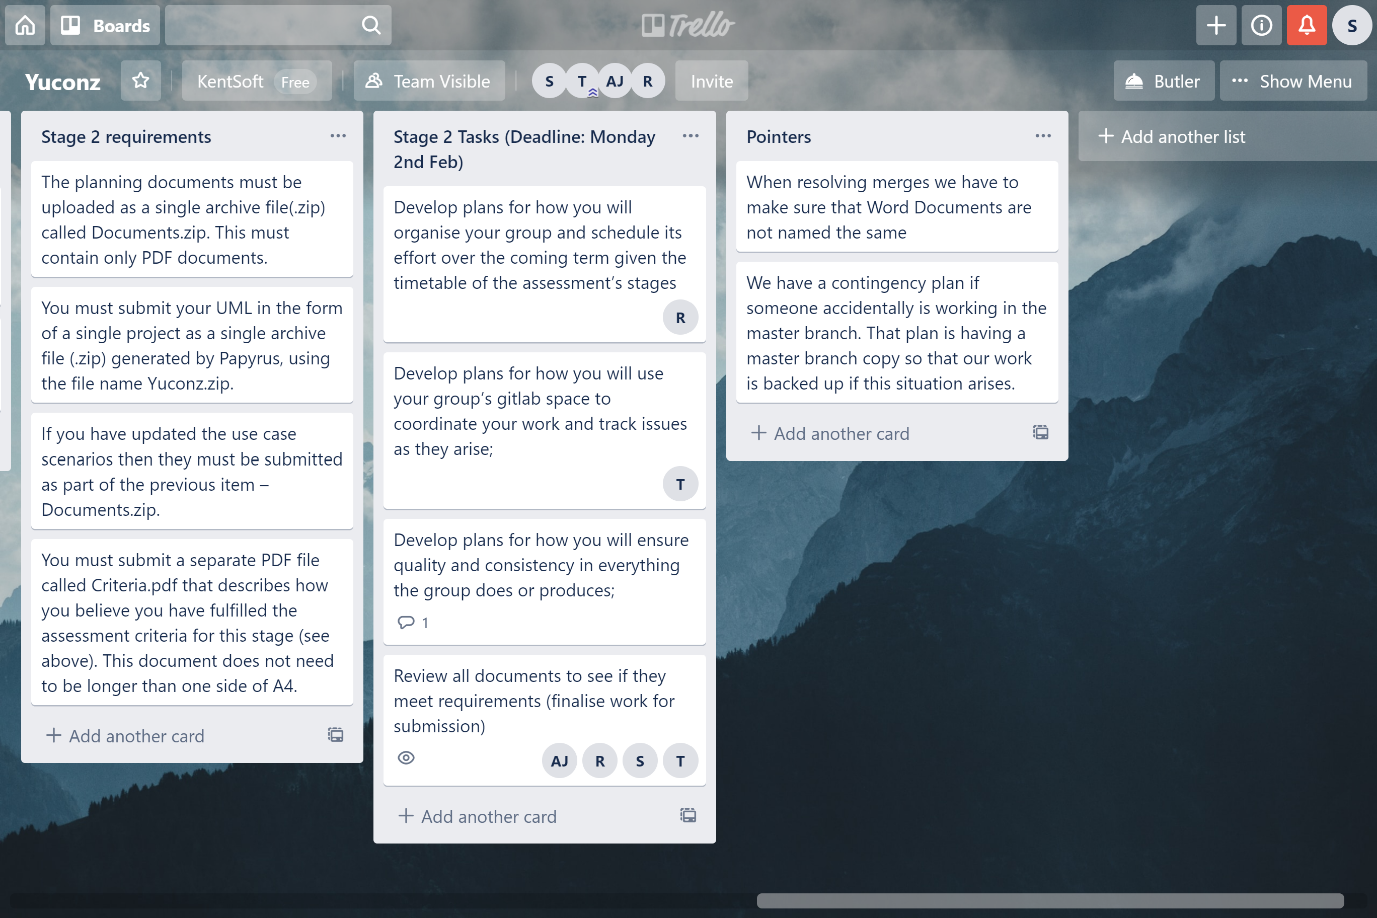 Boards
Trello
S
Yuconz
KentSoft Free
Team Visible
S T AJ R
Invite
Butler
··· Show Menu
Stage 2 requirements
The planning documents must be
uploaded as a single archive file(.zip)
called Documents.zip. This must
contain only PDF documents.
You must submit your UML in the form
of a single project as a single archive
file (.zip) generated by Papyrus, using
the file name Yuconz.zip.
If you have updated the use case
scenarios then they must be submitted
as part of the previous item –
Documents.zip.
You must submit a separate PDF file
called Criteria.pdf that describes how
you believe you have fulfilled the
assessment criteria for this stage (see
above). This document does not need
to be longer than one side of A4.
+ Add another card
Stage 2 Tasks (Deadline: Monday
2nd Feb)
Develop plans for how you will
organise your group and schedule its
effort over the coming term given the
timetable of the assessment’s stages
R
Develop plans for how you will use
your group’s gitlab space to
coordinate your work and track issues
as they arise;
T
Develop plans for how you will ensure
quality and consistency in everything
the group does or produces;
1
Review all documents to see if they
meet requirements (finalise work for
submission)
AJ R S T
+ Add another card
Pointers
When resolving merges we have to
make sure that Word Documents are
not named the same
We have a contingency plan if
someone accidentally is working in the
master branch. That plan is having a
master branch copy so that our work
is backed up if this situation arises.
+ Add another card
+ Add another list